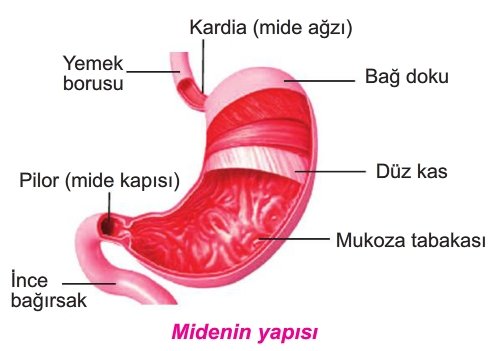 Kardia (mide ağzı)
Yemek
borusu
Bağ doku
Pilor (mide kapısı)
Düz kas
Mukoza tabakası
İnce
bağırsak
Midenin yapısı